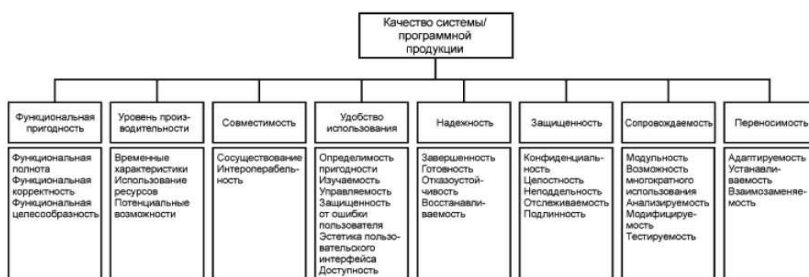 Качество системы/
программной
продукции
Функциональная
пригодность
Уровень произ-
водительности
Совместимость
Удобство
использования
Надежность
Защищенность
Сопровождаемость
Переносимость
Функциональная
полнота
Функциональная
корректность
Функциональная
целесообразность
Временные
характеристики
Использование
ресурсов
Потенциальные
возможности
Сосуществование
Интероперабель-
ность
Определимость
пригодности
Изучаемость
Управляемость
Защищенность
от ошибки
пользователя
Эстетика пользо-
вательского
интерфейса
Доступность
Завершенность
Готовность
Отказоустой-
чивость
Восстанавли-
ваемость
Конфиденциаль-
ность
Целостность
Неподдельность
Отслеживаемость
Подлинность
Модульность
Возможность
многократного
использования
Анализируемость
Модифицируе-
мость
Тестируемость
Адаптируемость
Устанавли-
ваемость
Взаимозаменяе-
мость